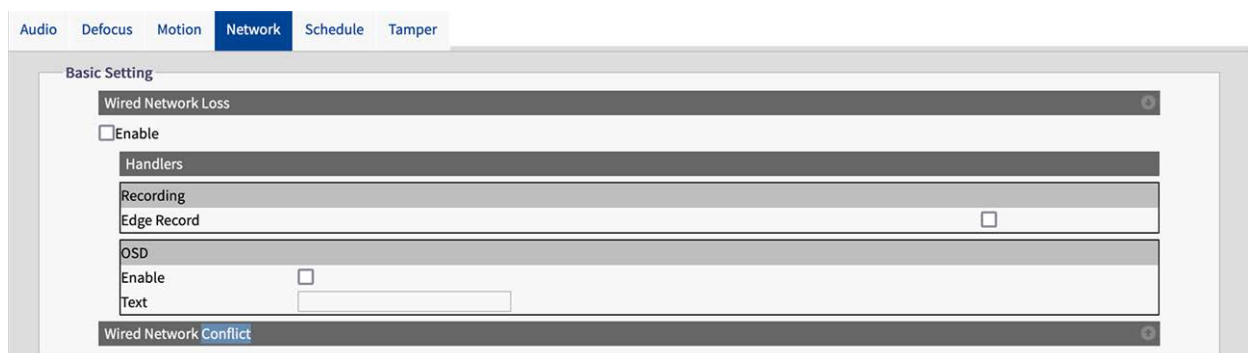 Audio Defocus Motion Network Schedule Tamper
Basic Setting
Wired Network Loss
Enable
Handlers
Recording
Edge Record
OSD
Enable
Text
Wired Network Conflict